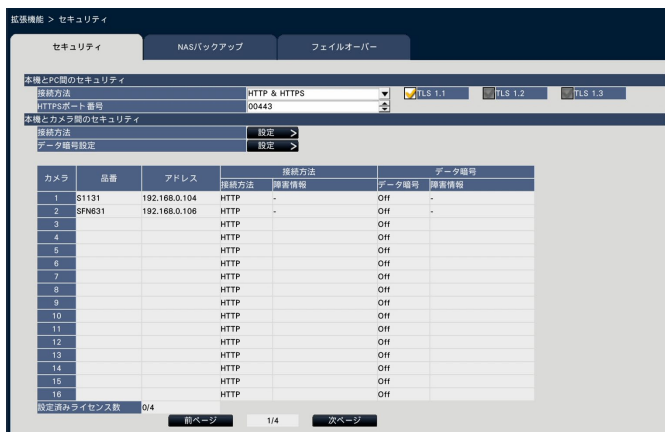 拡張機能 > セキュリティ
セキュリティ NASバックアップ フェイルオーバー
本機とPC間のセキュリティ
接続方法 HTTP & HTTPS TLS 1.1 TLS 1.2 TLS 1.3
HTTPSポート番号 00443
本機とカメラ間のセキュリティ
接続方法 設定 >
データ暗号設定 設定 >
カメラ 品番 アドレス 接続方法 データ暗号
接続方法 障害情報 データ暗号 障害情報
1 S1131 192.168.0.104 HTTP - Off -
2 SFN631 192.168.0.106 HTTP - Off -
3 HTTP Off
4 HTTP Off
5 HTTP Off
6 HTTP Off
7 HTTP Off
8 HTTP Off
9 HTTP Off
10 HTTP Off
11 HTTP Off
12 HTTP Off
13 HTTP Off
14 HTTP Off
15 HTTP Off
16 HTTP Off
設定済みライセンス数 0/4
前ページ 1/4 次ページ